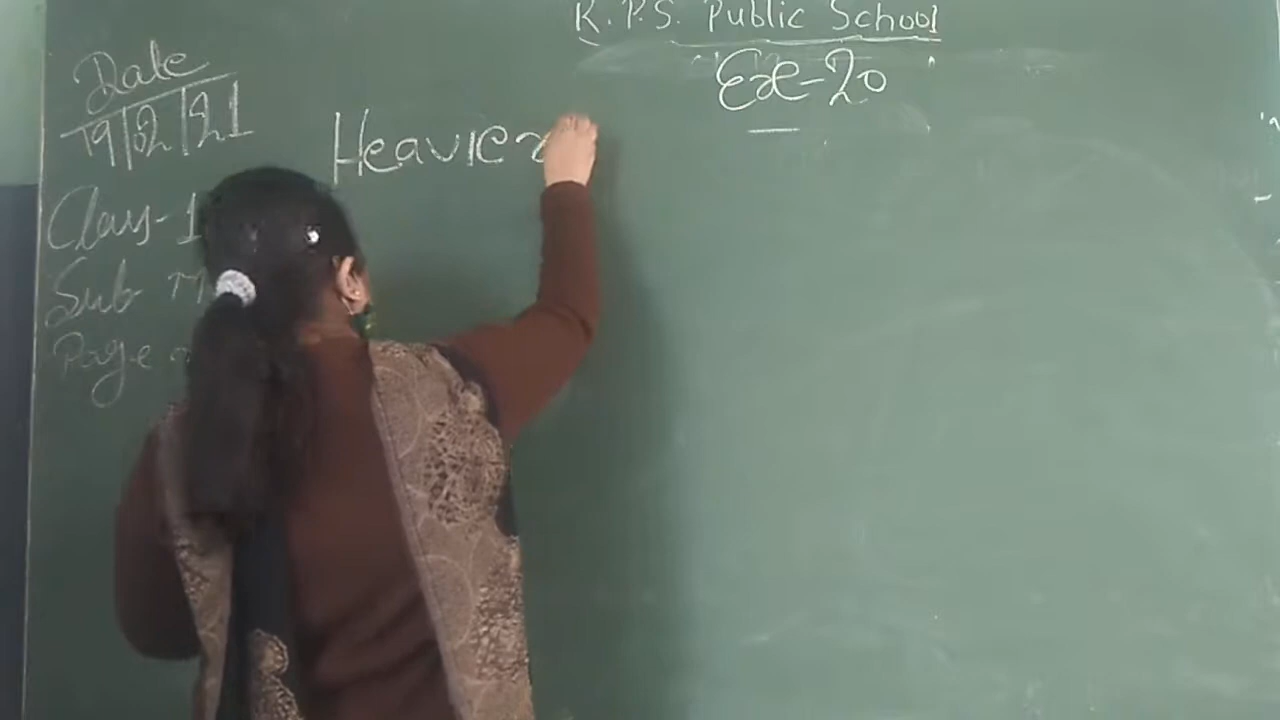 R.P.S. Public School
Ex-20
Date
19/02/21
Heavier
Class-1
Sub
Page